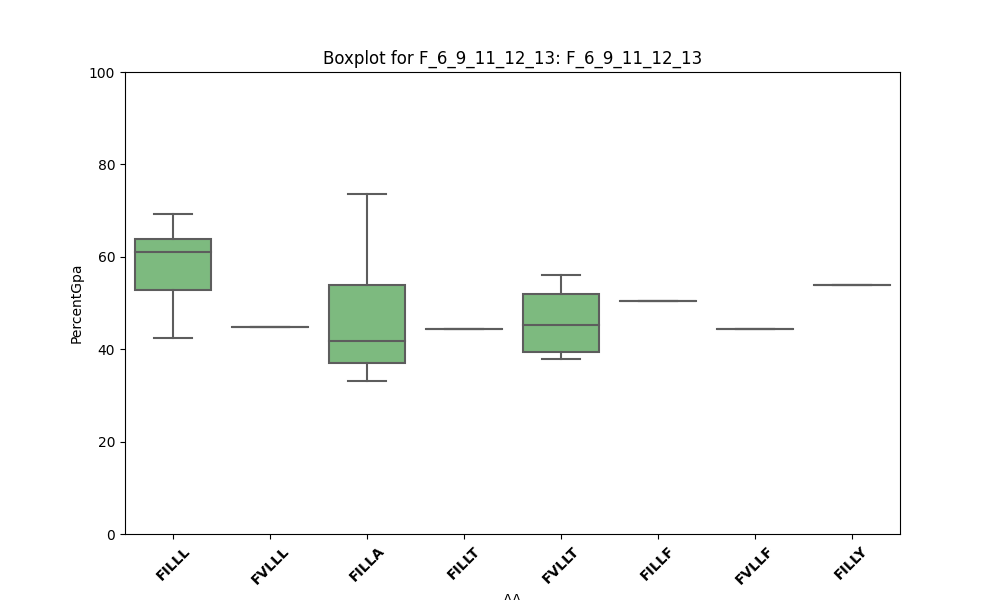 Boxplot for F_6_9_11_12_13: F_6_9_11_12_13
100
80
60
40
20
0
PercentGpa
FILLL
FVLLL
FILLA
FILLT
FVLLT
FILLF
FVLLF
FILLY
AA